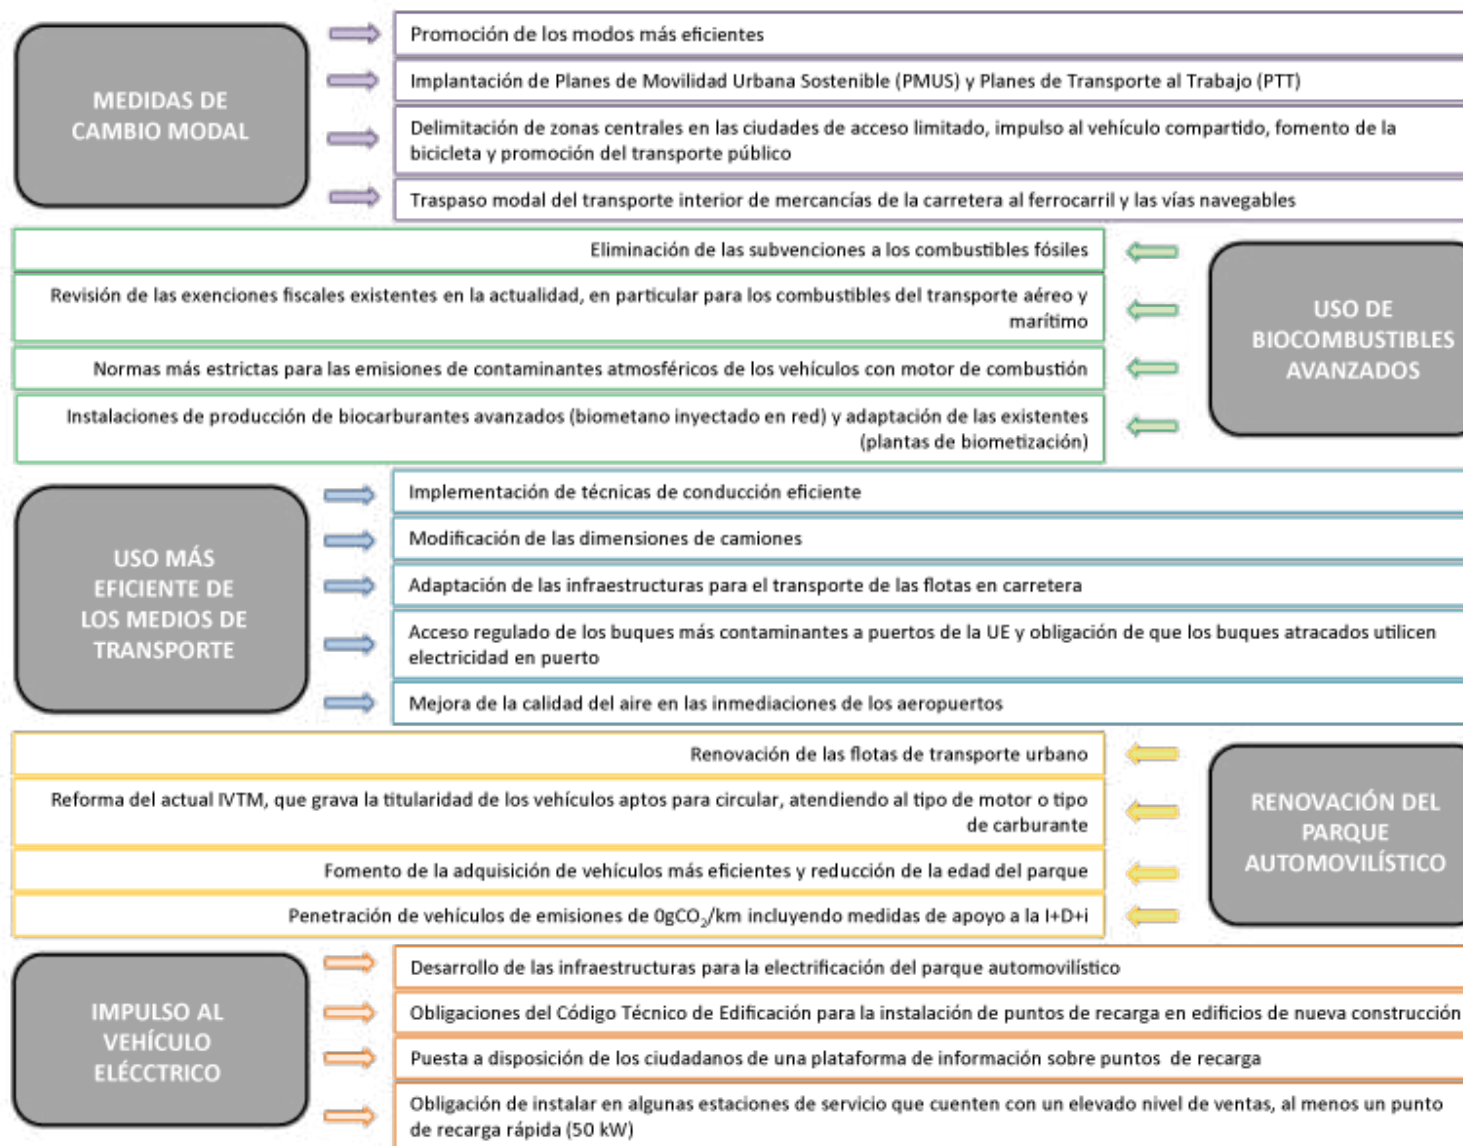 MEDIDAS DE
CAMBIO MODAL
Promoción de los modos más eficientes
Implantación de Planes de Movilidad Urbana Sostenible (PMUS) y Planes de Transporte al Trabajo (PTT)
Delimitación de zonas centrales en las ciudades de acceso limitado, impulso al vehículo compartido, fomento de la
bicicleta y promoción del transporte público
Traspaso modal del transporte interior de mercancías de la carretera al ferrocarril y las vías navegables
USO DE
BIOCOMBUSTIBLES
AVANZADOS
Eliminación de las subvenciones a los combustibles fósiles
Revisión de las exenciones fiscales existentes en la actualidad, en particular para los combustibles del transporte aéreo y
marítimo
Normas más estrictas para las emisiones de contaminantes atmosféricos de los vehículos con motor de combustión
Instalaciones de producción de biocarburantes avanzados (biometano inyectado en red) y adaptación de las existentes
(plantas de biometización)
USO MÁS
EFICIENTE DE
LOS MEDIOS DE
TRANSPORTE
Implementación de técnicas de conducción eficiente
Modificación de las dimensiones de camiones
Adaptación de las infraestructuras para el transporte de las flotas en carretera
Acceso regulado de los buques más contaminantes a puertos de la UE y obligación de que los buques atracados utilicen
electricidad en puerto
Mejora de la calidad del aire en las inmediaciones de los aeropuertos
RENOVACIÓN DEL
PARQUE
AUTOMOVILÍSTICO
Renovación de las flotas de transporte urbano
Reforma del actual IVTM, que grava la titularidad de los vehículos aptos para circular, atendiendo al tipo de motor o tipo
de carburante
Fomento de la adquisición de vehículos más eficientes y reducción de la edad del parque
Penetración de vehículos de emisiones de 0gCO₂/km incluyendo medidas de apoyo a la I+D+i
IMPULSO AL
VEHÍCULO
ELÉCCTRICO
Desarrollo de las infraestructuras para la electrificación del parque automovilístico
Obligaciones del Código Técnico de Edificación para la instalación de puntos de recarga en edificios de nueva construcción
Puesta a disposición de los ciudadanos de una plataforma de información sobre puntos de recarga
Obligación de instalar en algunas estaciones de servicio que cuenten con un elevado nivel de ventas, al menos un punto
de recarga rápida (50 kW)